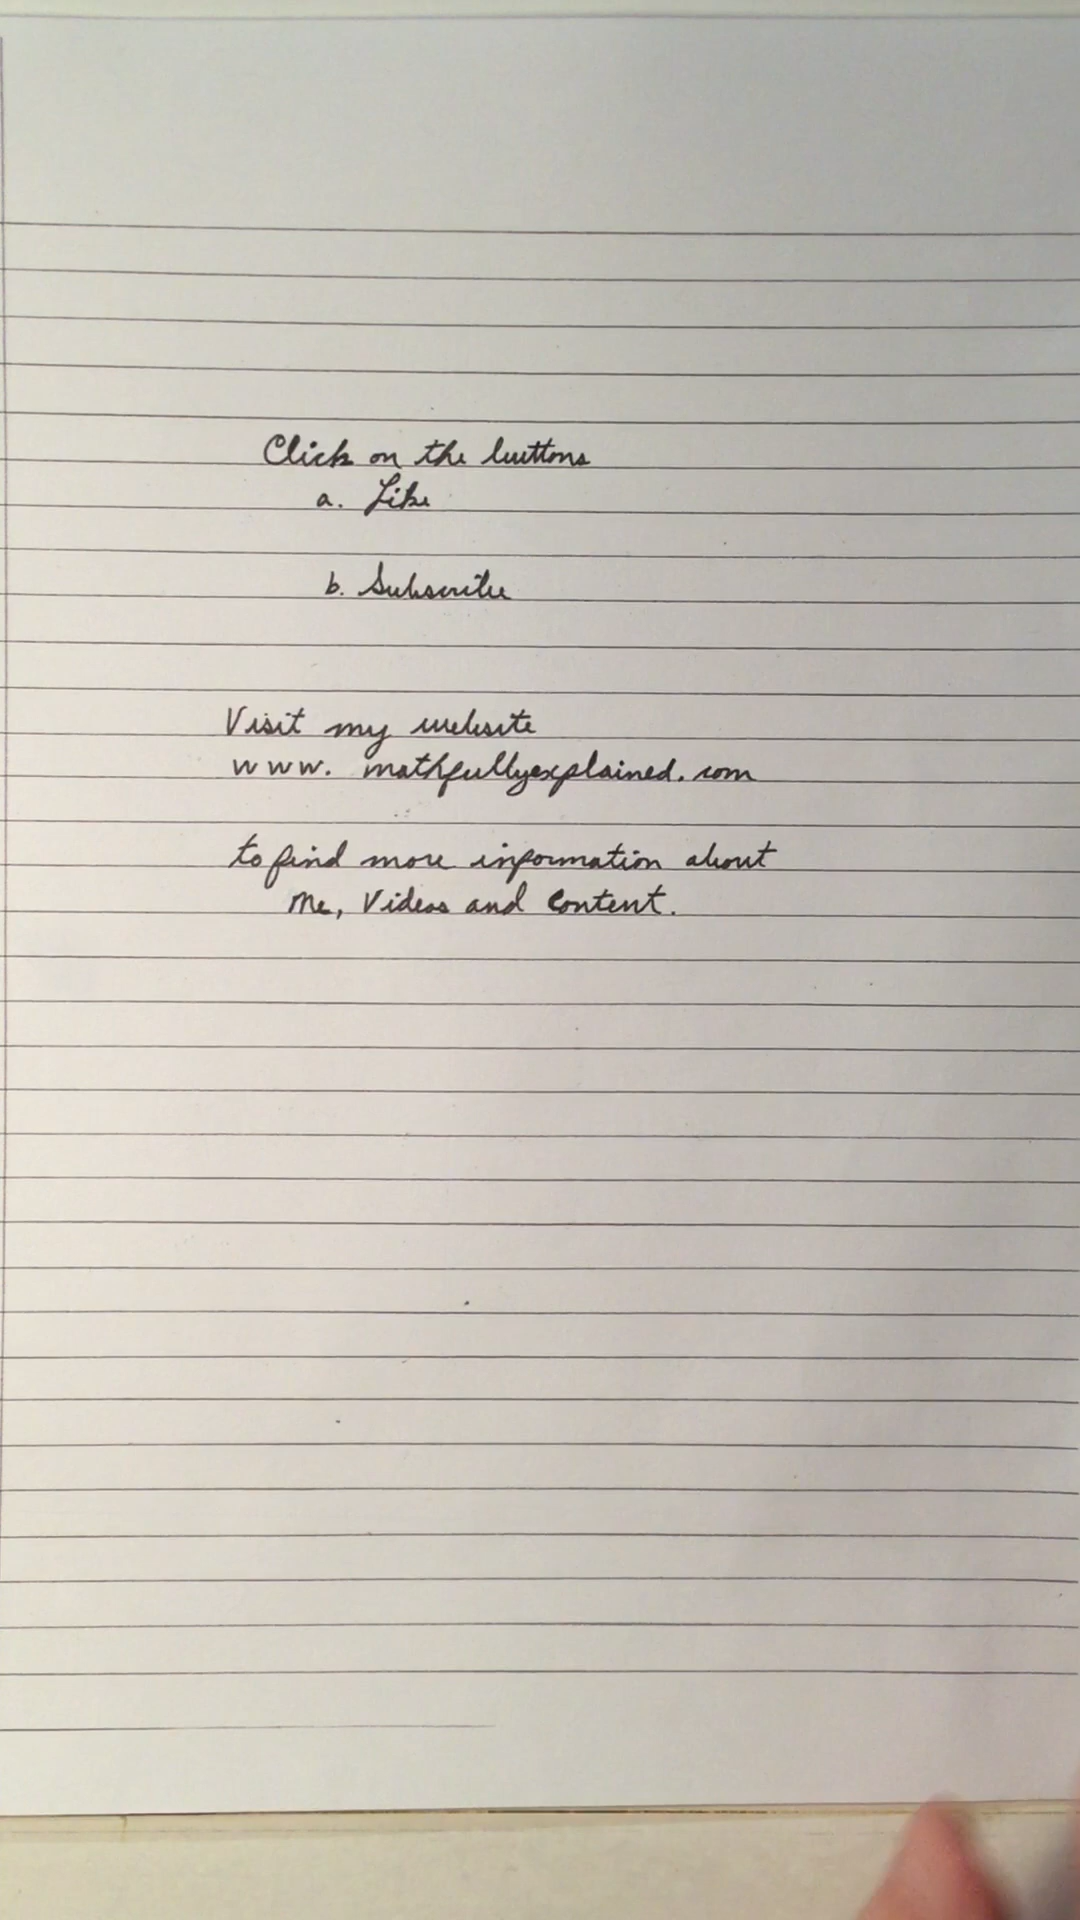 Click on the buttons
a. Like
b. Subscribe
Visit my website
www. mathfullyexplained.com
to find more information about
Me, Videos and Content.